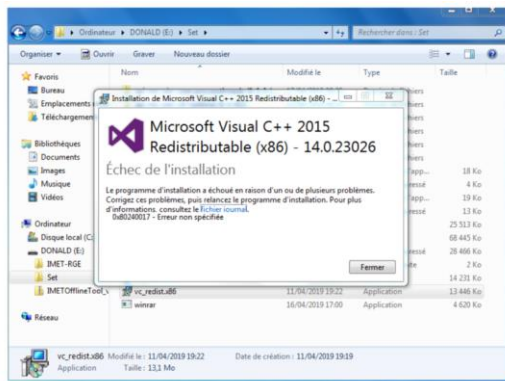 Ordinateur ▸ DONALD (E:) ▸ Set ▸
Rechercher dans : Set
Organiser
Ouvrir
Graver
Nouveau dossier
Favoris
Bureau
Emplacements
Téléchargement
Bibliothèques
Documents
Images
Musique
Vidéos
Ordinateur
Disque local (C:
DONALD (E:)
IMET-RGE
Set
IMETOfflineTool_
Réseau
Nom
Modifié le
Type
Taille
Installation de Microsoft Visual C++ 2015 Redistributable (x86) - ...
Microsoft Visual C++ 2015
Redistributable (x86) - 14.0.23026
Échec de l'installation
Le programme d'installation a échoué en raison d'un ou de plusieurs problèmes.
Corrigez ces problèmes, puis relancez le programme d'installation. Pour plus
d'informations. consultez le fichier journal.
0x80240017 - Erreur non spécifiée
Fermer
18 Ko
4 Ko
19 Ko
13 Ko
25 513 Ko
68 445 Ko
28 466 Ko
2 Ko
14 231 Ko
vc_redist.x86
11/04/2019 19:22
Application
13 446 Ko
winrar
16/04/2019 17:00
Application
4 620 Ko
vc_redist.x86
Modifié le : 11/04/2019 19:22
Date de création : 11/04/2019 19:19
Application
Taille : 13,1 Mo